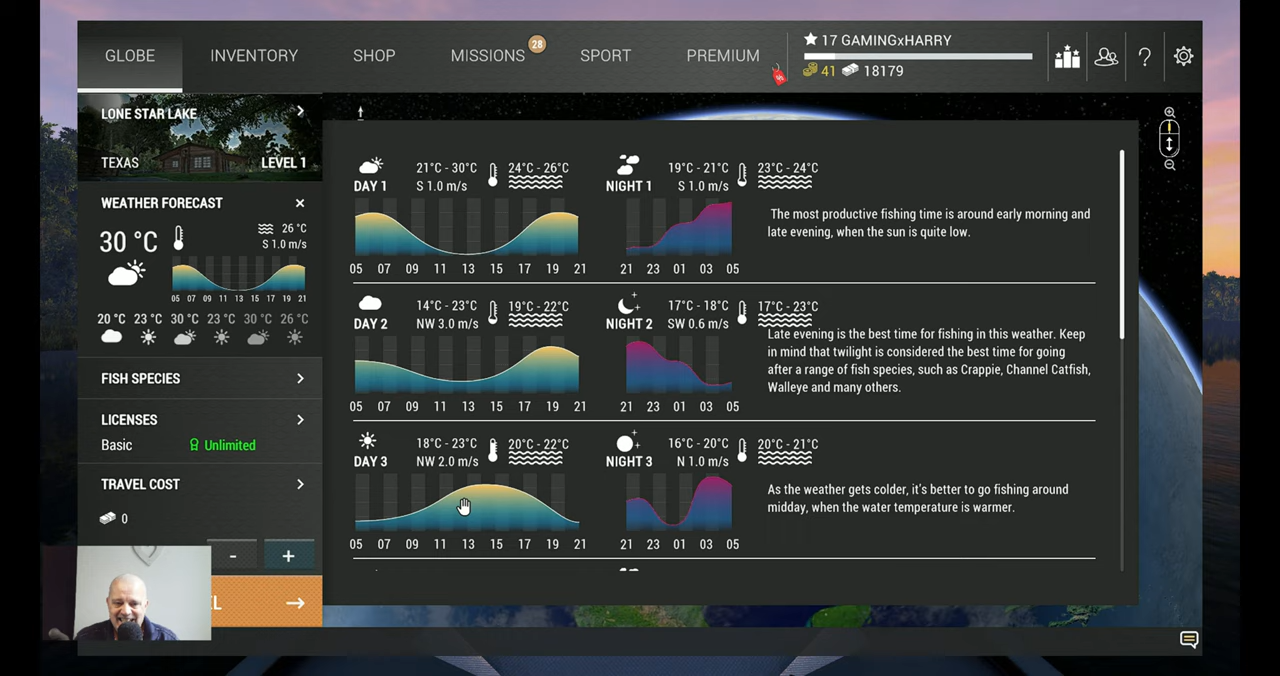 GLOBE
INVENTORY
SHOP
MISSIONS
28
SPORT
PREMIUM
17 GAMINGxHARRY
41 18179
?
LONE STAR LAKE
TEXAS
LEVEL 1
WEATHER FORECAST
30 °C
26 °C
S 1.0 m/s
05 07 09 11 13 15 17 19 21
20 °C 23 °C 30 °C 23 °C 30 °C 26 °C
FISH SPECIES
LICENSES
Basic Unlimited
TRAVEL COST
0
- +
DAY 1
21°C - 30°C
S 1.0 m/s
24°C - 26°C
05 07 09 11 13 15 17 19 21
NIGHT 1
19°C - 21°C
S 1.0 m/s
23°C - 24°C
21 23 01 03 05
The most productive fishing time is around early morning and
late evening, when the sun is quite low.
DAY 2
14°C - 23°C
NW 3.0 m/s
19°C - 22°C
05 07 09 11 13 15 17 19 21
NIGHT 2
17°C - 18°C
SW 0.6 m/s
17°C - 23°C
21 23 01 03 05
Late evening is the best time for fishing in this weather. Keep
in mind that twilight is considered the best time for going
after a range of fish species, such as Crappie, Channel Catfish,
Walleye and many others.
DAY 3
18°C - 23°C
NW 2.0 m/s
20°C - 22°C
05 07 09 11 13 15 17 19 21
NIGHT 3
16°C - 20°C
N 1.0 m/s
20°C - 21°C
21 23 01 03 05
As the weather gets colder, it's better to go fishing around
midday, when the water temperature is warmer.